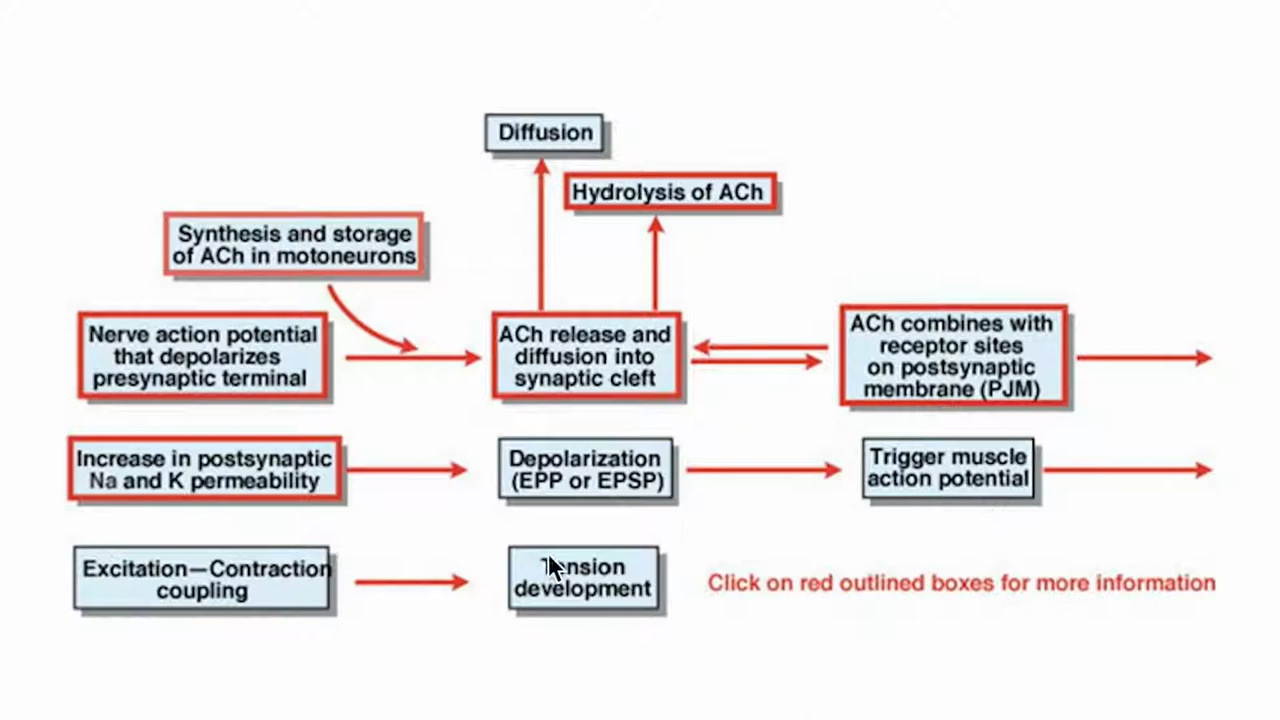 Diffusion
Hydrolysis of ACh
Synthesis and storage
of ACh in motoneurons
Nerve action potential
that depolarizes
presynaptic terminal
ACh release and
diffusion into
synaptic cleft
ACh combines with
receptor sites
on postsynaptic
membrane (PJM)
Increase in postsynaptic
Na and K permeability
Depolarization
(EPP or EPSP)
Trigger muscle
action potential
Excitation—Contraction
coupling
Tension
development
Click on red outlined boxes for more information